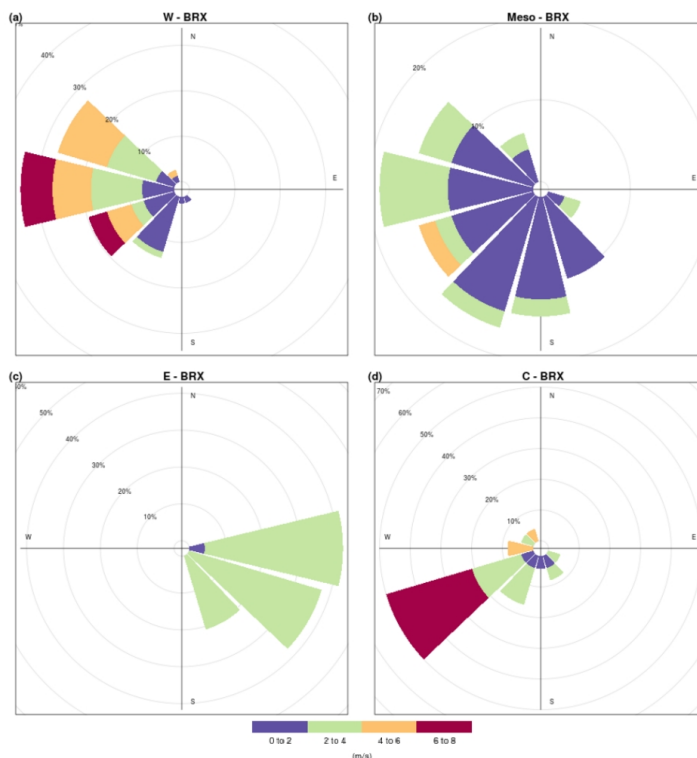 (a)
W - BRX
N
40%
30%
20%
10%
E
S
(b)
Meso - BRX
N
20%
10%
S
(c)
E - BRX
N
50%
40%
30%
20%
10%
W
S
(d)
C - BRX
N
70%
60%
50%
40%
30%
20%
10%
W
E
S
0 to 2
2 to 4
4 to 6
6 to 8
(m/s)